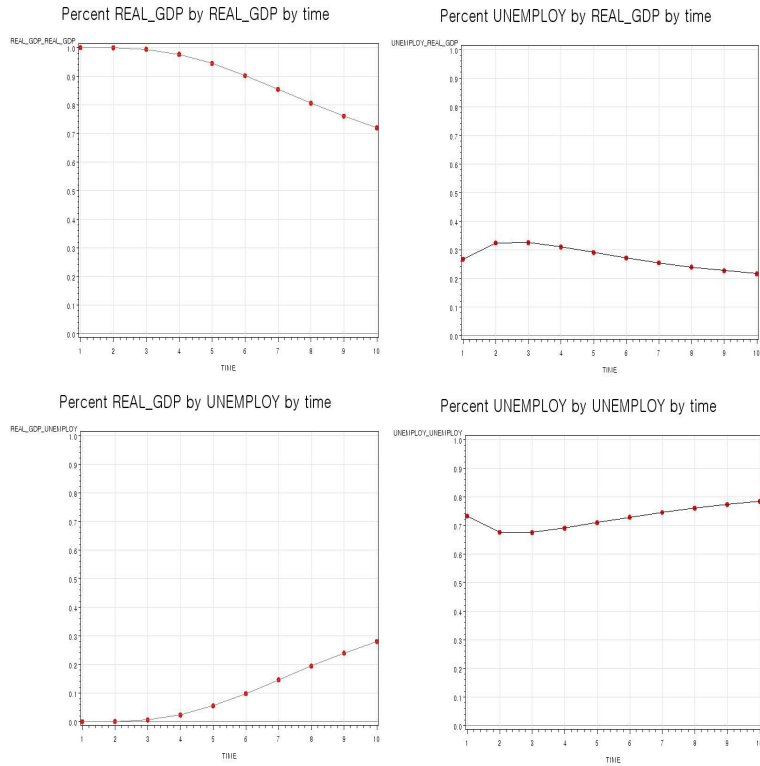 Percent REAL_GDP by REAL_GDP by time
REAL_GDP_REAL_GDP
1.0
0.9
0.8
0.7
0.6
0.5
0.4
0.3
0.2
0.1
0.0
1 2 3 4 5 6 7 8 9 10
TIME
Percent UNEMPLOY by REAL_GDP by time
UNEMPLOY_REAL_GDP
1.0
0.9
0.8
0.7
0.6
0.5
0.4
0.3
0.2
0.1
0.0
1 2 3 4 5 6 7 8 9 10
TIME
Percent REAL_GDP by UNEMPLOY by time
REAL_GDP_UNEMPLOY
1.0
0.9
0.8
0.7
0.6
0.5
0.4
0.3
0.2
0.1
0.0
1 2 3 4 5 6 7 8 9 10
TIME
Percent UNEMPLOY by UNEMPLOY by time
UNEMPLOY_UNEMPLOY
1.0
0.9
0.8
0.7
0.6
0.5
0.4
0.3
0.2
0.1
0.0
1 2 3 4 5 6 7 8 9 10
TIME